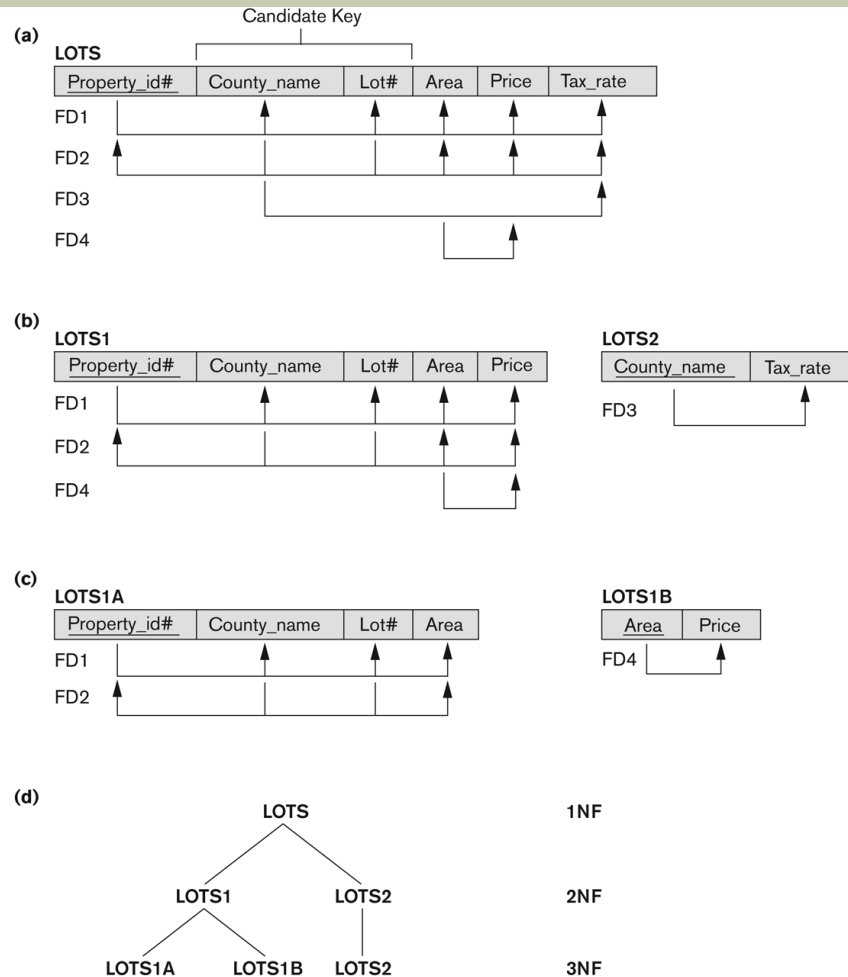 Candidate Key
(a)
LOTS
Property_id# County_name Lot# Area Price Tax_rate
FD1
FD2
FD3
FD4
(b)
LOTS1 LOTS2
Property_id# County_name Lot# Area Price County_name Tax_rate
FD1
FD3
FD2
FD4
(c)
LOTS1A LOTS1B
Property_id# County_name Lot# Area Area Price
FD1 FD4
FD2
(d)
LOTS 1NF
LOTS1 LOTS2 2NF
LOTS1A LOTS1B LOTS2 3NF